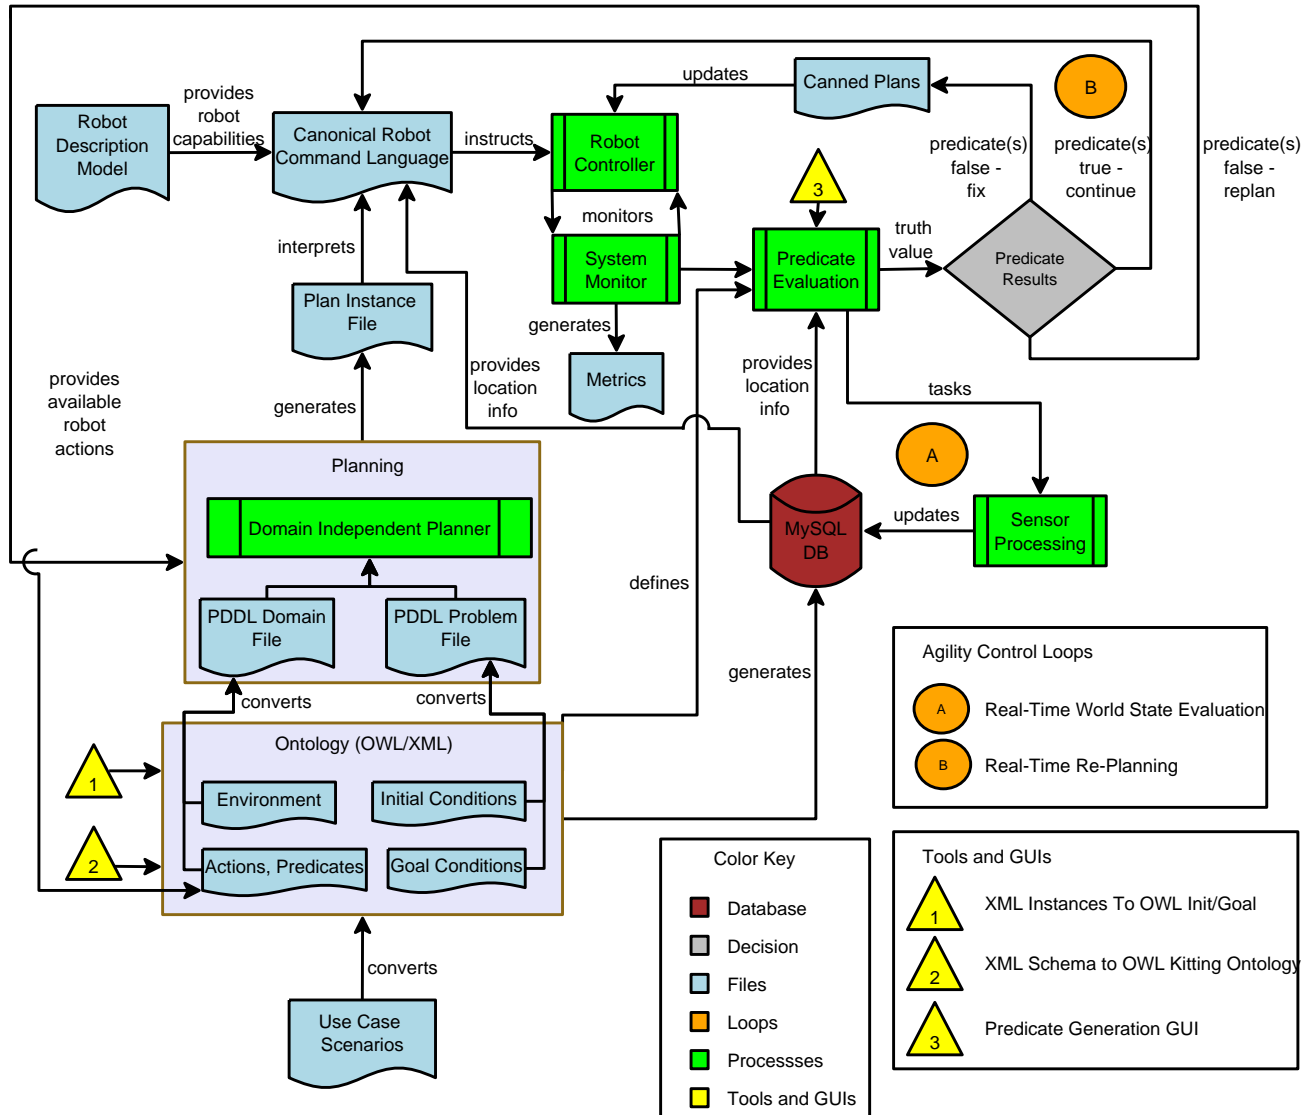 updates
Canned Plans
B
provides
robot
capabilities
Robot
Description
Model
Canonical Robot
Command Language
instructs
Robot
Controller
predicate(s)
false -
fix
predicate(s)
true -
continue
predicate(s)
false -
replan
3
monitors
interprets
System
Monitor
Predicate
Evaluation
truth
value
Predicate
Results
Plan Instance
File
generates
provides
location
info
Metrics
provides
location
info
provides
available
robot
actions
generates
tasks
A
Planning
Domain Independent Planner
MySQL
DB
updates
Sensor
Processing
defines
PDDL Domain
File
PDDL Problem
File
converts
converts
generates
Agility Control Loops
A
Real-Time World State Evaluation
B
Real-Time Re-Planning
Ontology (OWL/XML)
1
Environment
Initial Conditions
2
Actions, Predicates
Goal Conditions
converts
Use Case
Scenarios
Color Key
Database
Decision
Files
Loops
Processses
Tools and GUIs
Tools and GUIs
1
XML Instances To OWL Init/Goal
2
XML Schema to OWL Kitting Ontology
3
Predicate Generation GUI